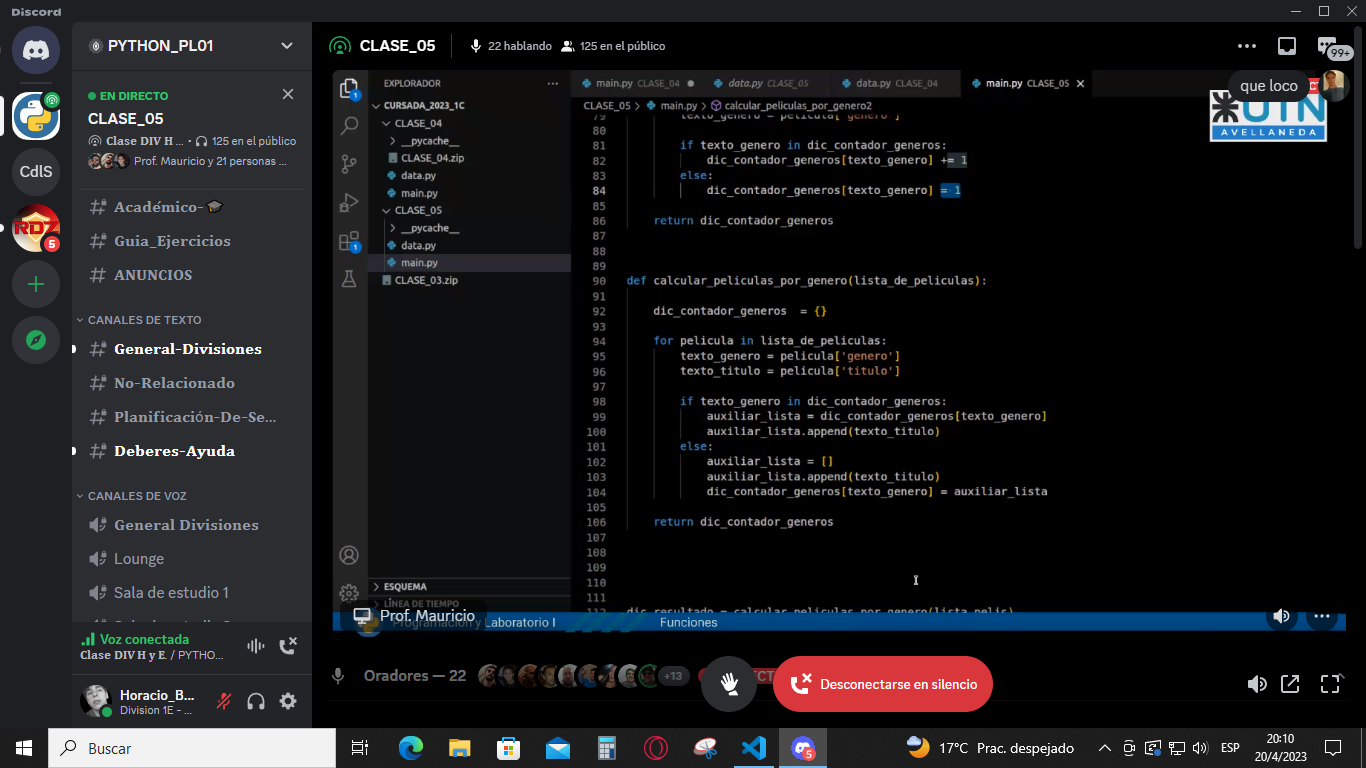 Discord
PYTHON_PL01
EN DIRECTO
CLASE_05
Clase DIV H ... • 125 en el público
Prof. Mauricio y 21 personas ...
CdlS
Académico-
RDZ
5
Guia_Ejercicios
ANUNCIOS
CANALES DE TEXTO
General-Divisiones
No-Relacionado
Planificación-De-Se...
Deberes-Ayuda
CANALES DE VOZ
General Divisiones
Lounge
Sala de estudio 1
Voz conectada
Clase DIV H y E. / PYTHO...
Horacio_B...
Division 1E – ...
CLASE_05
22 hablando
125 en el público
99+
que loco
UTN
AVELLANEDA
EXPLORADOR
CURSADA_2023_1C
CLASE_04
__pycache__
CLASE_04.zip
data.py
main.py
CLASE_05
__pycache__
data.py
main.py
CLASE_03.zip
ESQUEMA
LÍNEA DE TIEMPO
1
1
main.py CLASE_04
data.py CLASE_05
data.py CLASE_04
main.py CLASE_05
CLASE_05 > main.py > calcular_peliculas_por_genero2
79 texto_genero = pelicula['genero']
80
81 if texto_genero in dic_contador_generos:
82 dic_contador_generos[texto_genero] += 1
83 else:
84 dic_contador_generos[texto_genero] = 1
85
86 return dic_contador_generos
87
88
89
90 def calcular_peliculas_por_genero(lista_de_peliculas):
91
92 dic_contador_generos = {}
93
94 for pelicula in lista_de_peliculas:
95 texto_genero = pelicula['genero']
96 texto_titulo = pelicula['titulo']
97
98 if texto_genero in dic_contador_generos:
99 auxiliar_lista = dic_contador_generos[texto_genero]
100 auxiliar_lista.append(texto_titulo)
101 else:
102 auxiliar_lista = []
103 auxiliar_lista.append(texto_titulo)
104 dic_contador_generos[texto_genero] = auxiliar_lista
105
106 return dic_contador_generos
107
108
109
110
111
112 dic_resultado = calcular_peliculas_por_genero(lista_pelis)
Prof. Mauricio
Programación y Laboratorio I
Funciones
Oradores — 22
+13
Desconectarse en silencio
Buscar
5
17°C Prac. despejado
ESP
20:10
20/4/2023